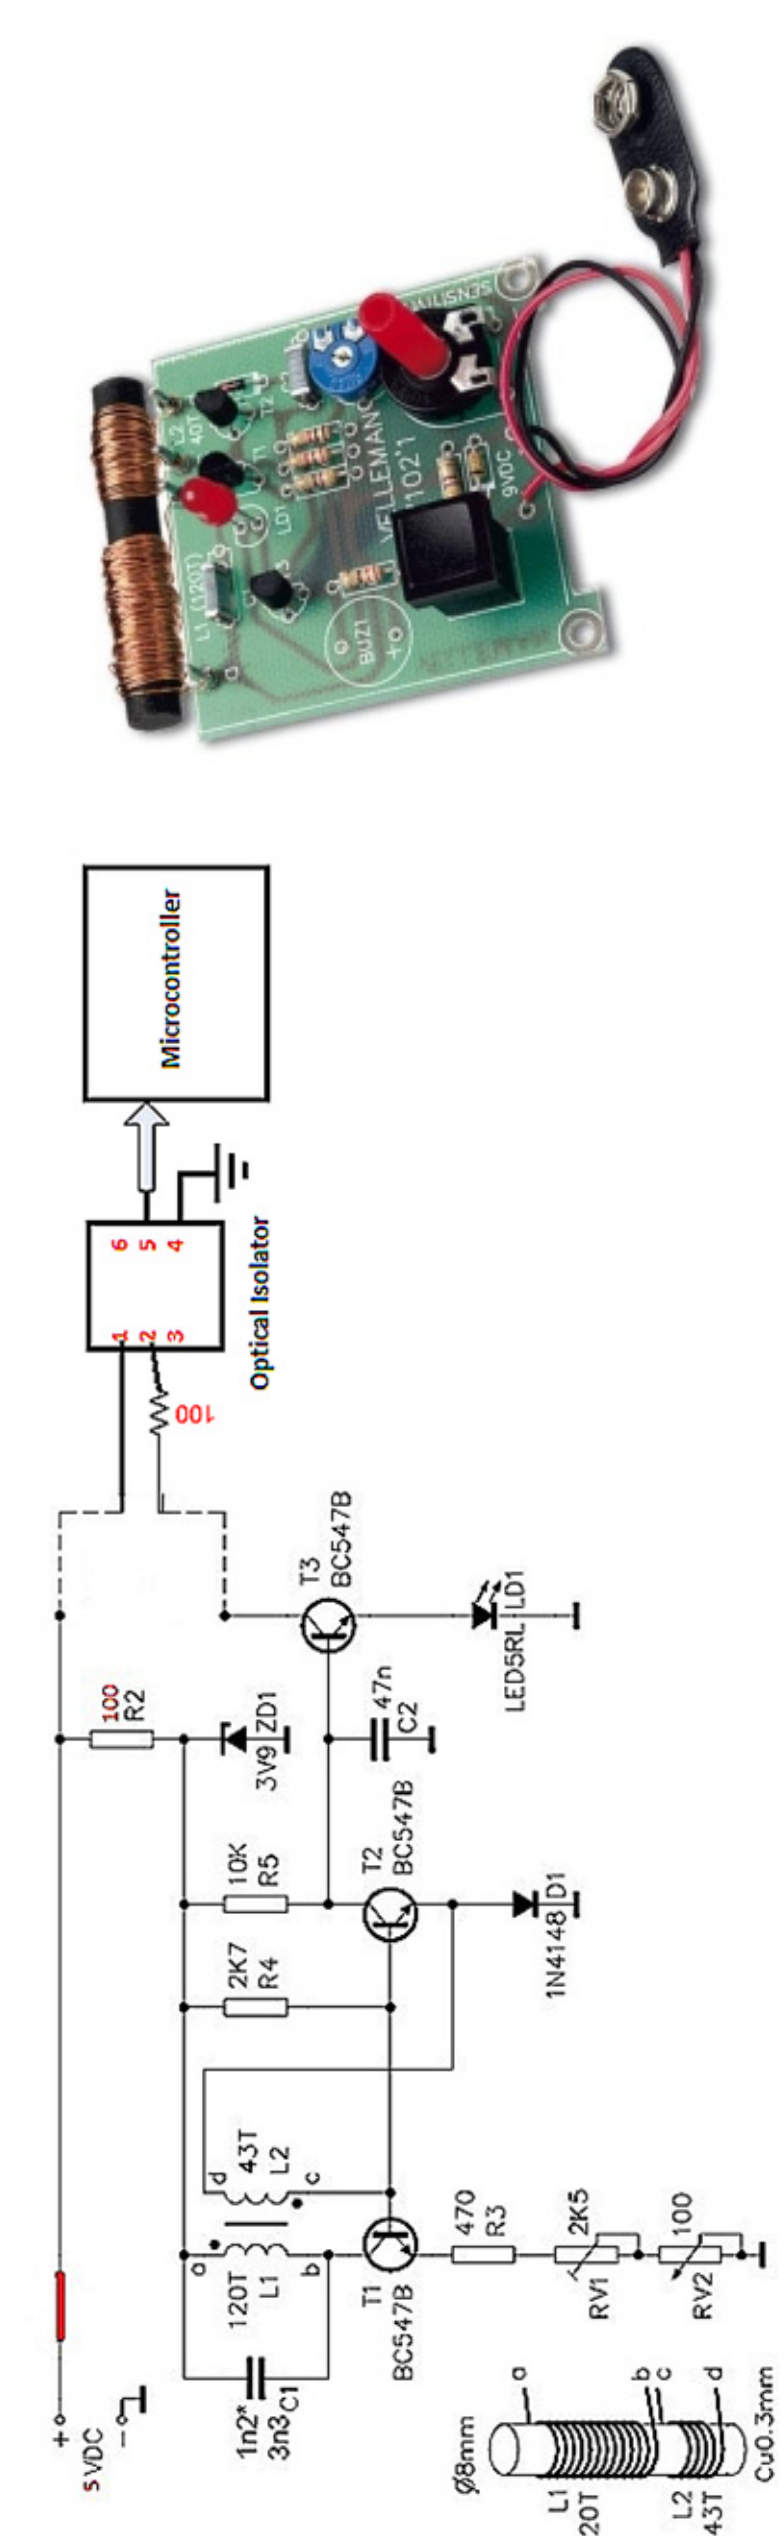 SENSITIV
L2
40T
T2
T1
LD1
VELLEMAN
9VDC
L1 (120T)
BUZ1
+
Microcontroller
6
5
4
1
2
3
Optical Isolator
100
+
5 VDC
-
100
R2
3V9 ZD1
10K
R5
2K7
R4
47n
C2
T3
BC547B
LED5RL LD1
T2
BC547B
1N4148 D1
43T
L2
d
c
a
b
120T
L1
1n2*
3n3 C1
T1
BC547B
470
R3
2K5
RV1
100
RV2
Ø8mm
a
b
c
d
L1
20T
L2
43T
Cu0.3mm